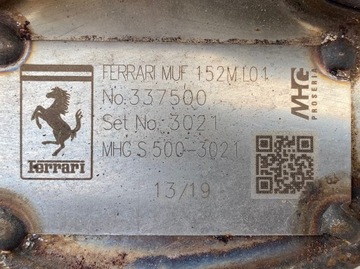 FERRARI MUF 152M L01
No. 337500
Set No. 3021
MHG S 500-3021
13/19
Ferrari
MHG
PROSERIE